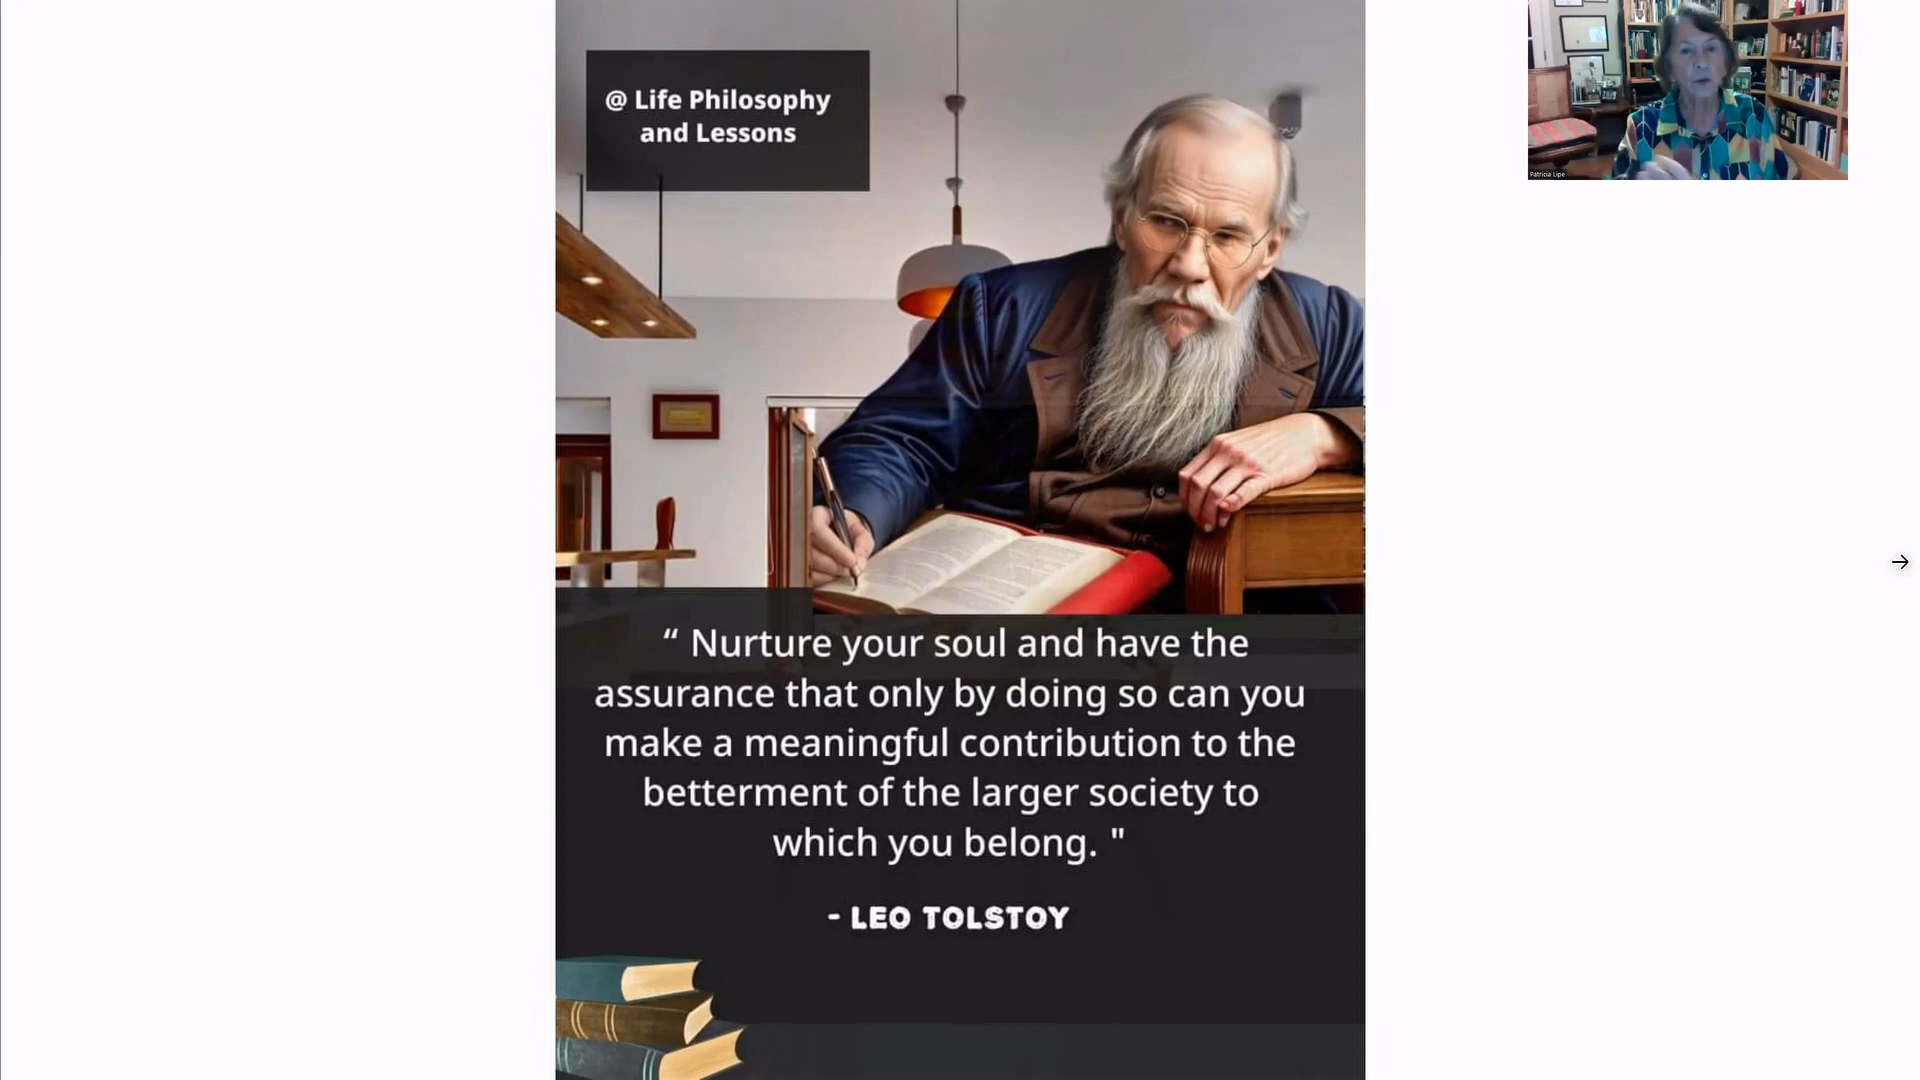 @ Life Philosophy
and Lessons
Patricia Lipe
“ Nurture your soul and have the
assurance that only by doing so can you
make a meaningful contribution to the
betterment of the larger society to
which you belong. "
- LEO TOLSTOY